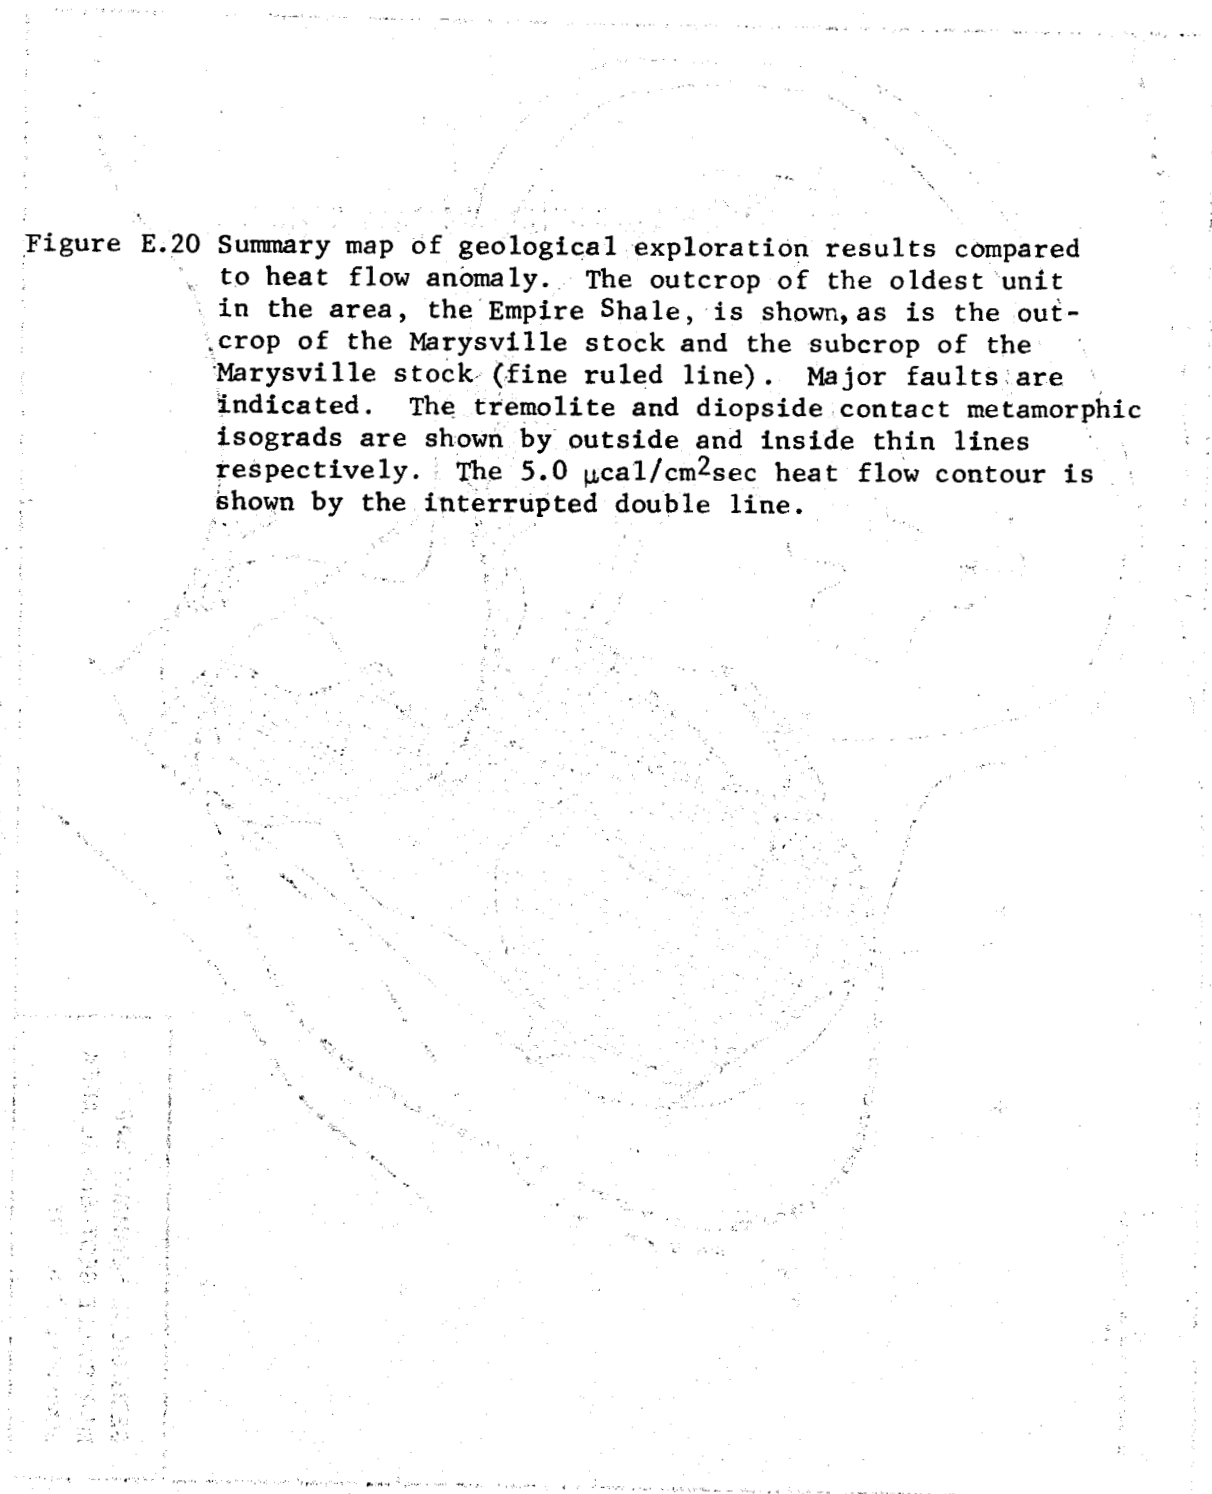 Figure E.20 Summary map of geological exploration results compared
to heat flow anomaly. The outcrop of the oldest unit
in the area, the Empire Shale, is shown, as is the out-
crop of the Marysville stock and the subcrop of the
Marysville stock (fine ruled line). Major faults are
indicated. The tremolite and diopside contact metamorphic
isograds are shown by outside and inside thin lines
respectively. The 5.0 μcal/cm²sec heat flow contour is
shown by the interrupted double line.